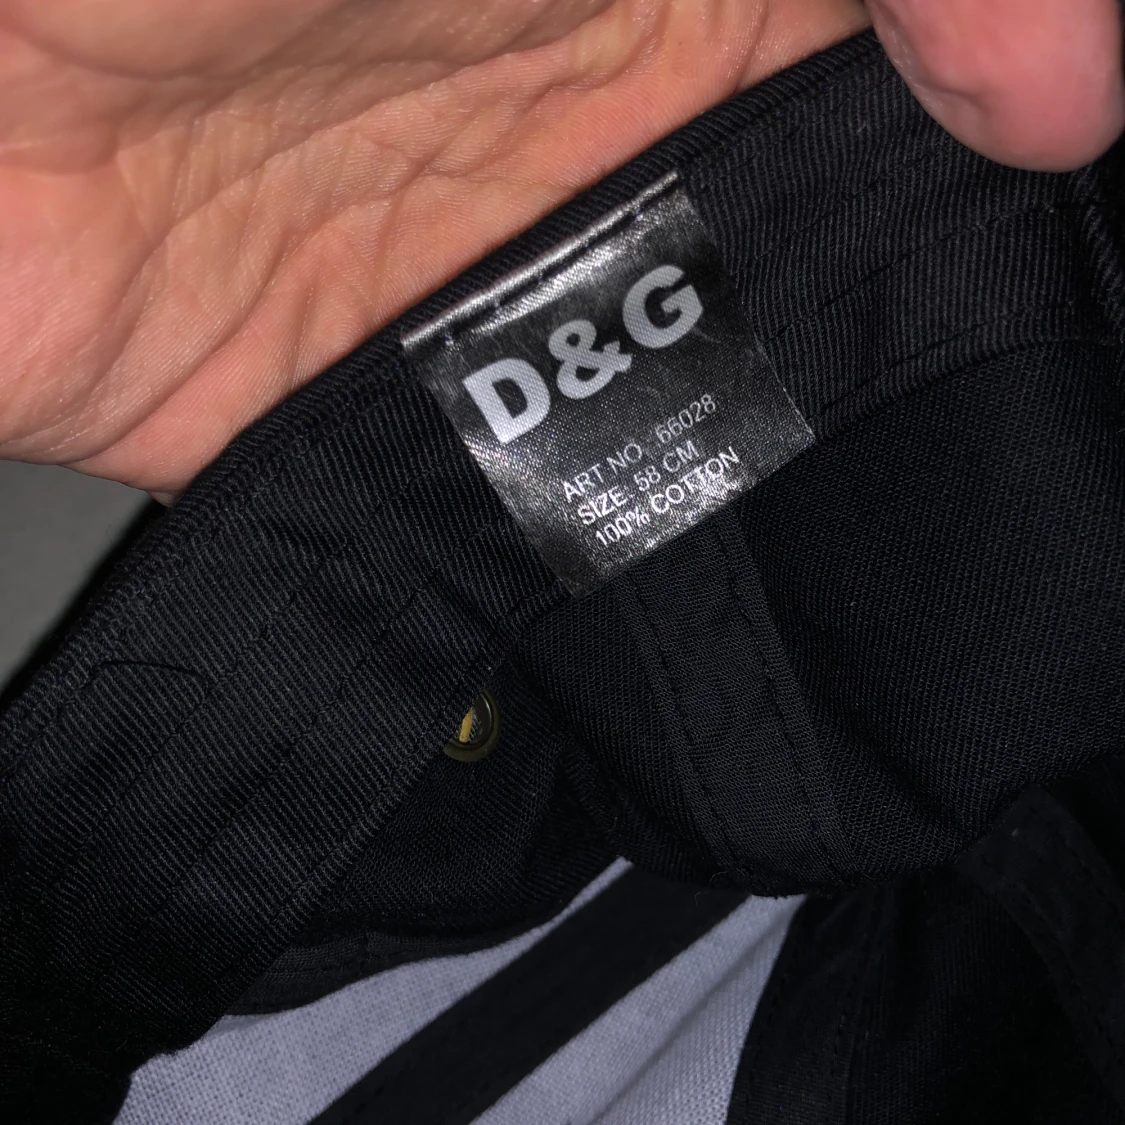 D&G
ART NO. 66028
SIZE. 58 CM
100% COTTON